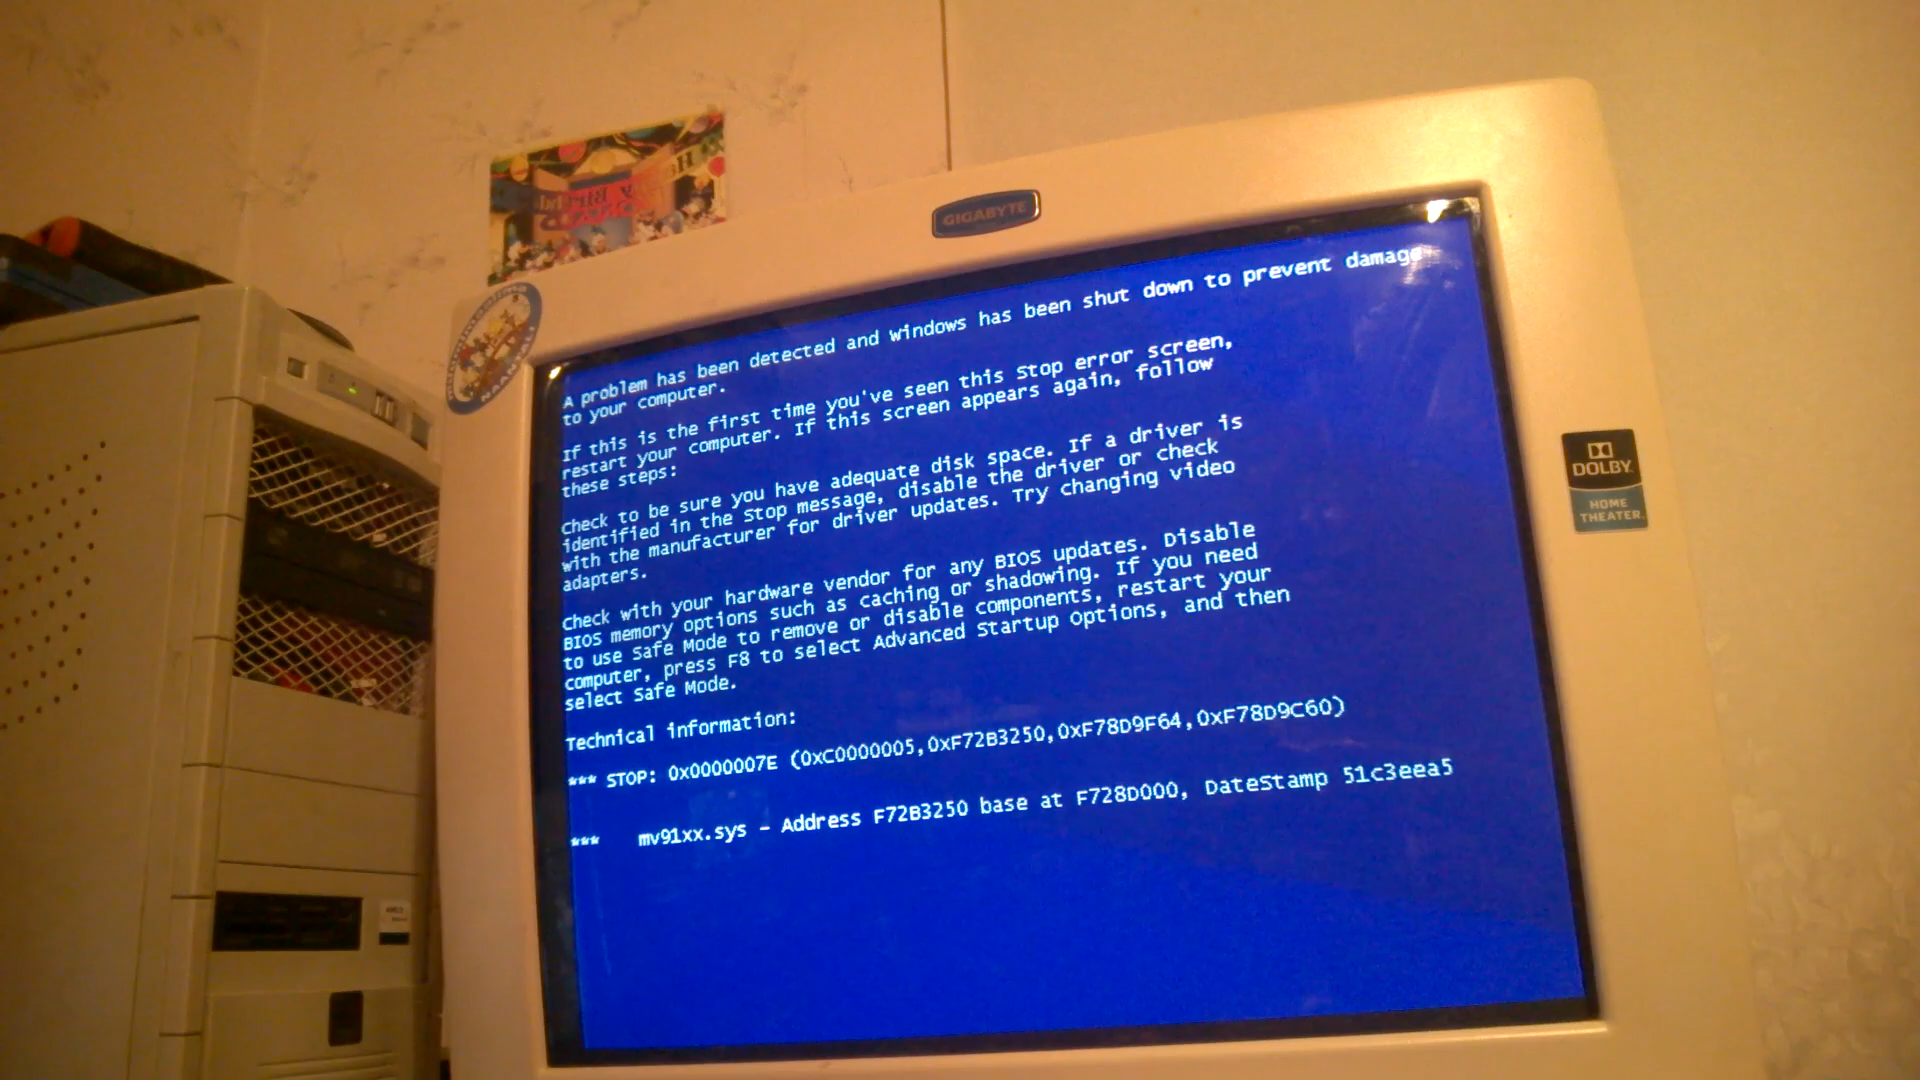 GIGABYTE
A problem has been detected and windows has been shut down to prevent damage
to your computer.
If this is the first time you've seen this Stop error screen,
restart your computer. If this screen appears again, follow
these steps:
Check to be sure you have adequate disk space. If a driver is
identified in the Stop message, disable the driver or check
with the manufacturer for driver updates. Try changing video
adapters.
Check with your hardware vendor for any BIOS updates. Disable
BIOS memory options such as caching or shadowing. If you need
to use Safe Mode to remove or disable components, restart your
computer, press F8 to select Advanced Startup Options, and then
select Safe Mode.
Technical information:
*** STOP: 0x0000007E (0xC0000005,0xF72B3250,0xF78D9F64,0xF78D9C60)
*** mv91xx.sys - Address F72B3250 base at F728D000, DateStamp 51c3eea5
DOLBY
HOME
THEATER